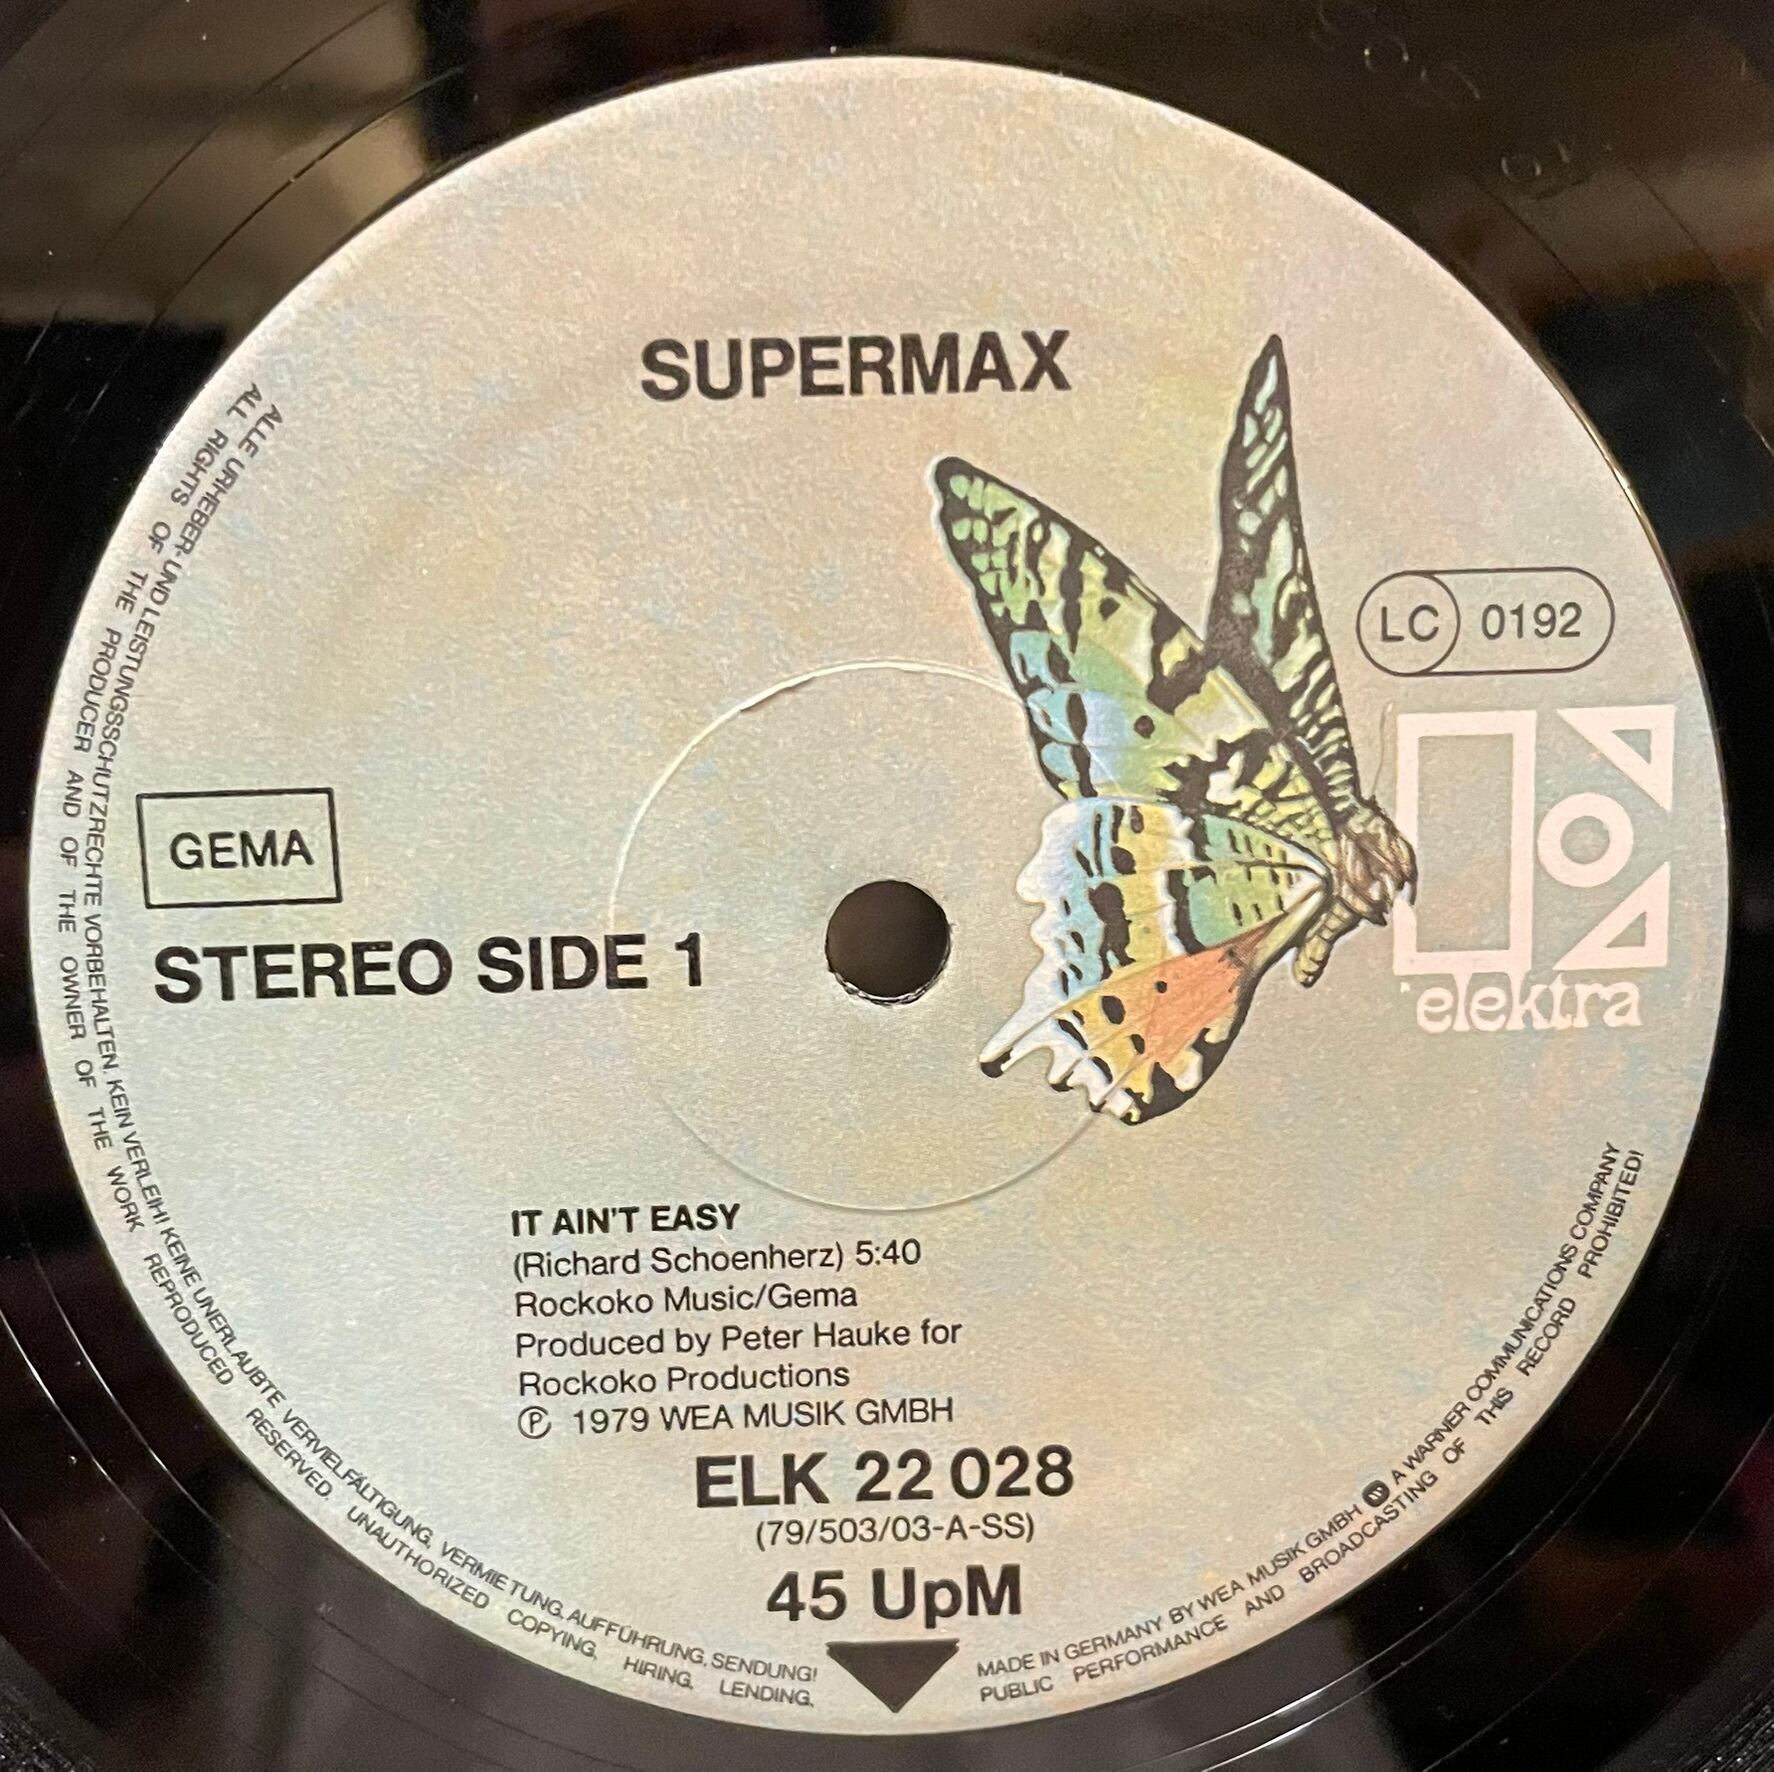 SUPERMAX
LC 0192
elektra
GEMA
STEREO SIDE 1
IT AIN'T EASY
(Richard Schoenherz) 5:40
Rockoko Music/Gema
Produced by Peter Hauke for
Rockoko Productions
Ⓟ 1979 WEA MUSIK GMBH
ELK 22 028
(79/503/03-A-SS)
45 UpM
ALLE URHEBER- UND LEISTUNGSSCHUTZRECHTE VORBEHALTEN. KEIN VERLEIH! KEINE UNERLAUBTE VERVIELFÄLTIGUNG, VERMIETUNG, AUFFÜHRUNG, SENDUNG!
ALL RIGHTS OF THE PRODUCER AND OF THE OWNER OF THE WORK REPRODUCED RESERVED. UNAUTHORIZED COPYING, HIRING, LENDING,
MADE IN GERMANY BY WEA MUSIK GMBH A WARNER COMMUNICATIONS COMPANY
PUBLIC PERFORMANCE AND BROADCASTING OF THIS RECORD PROHIBITED!